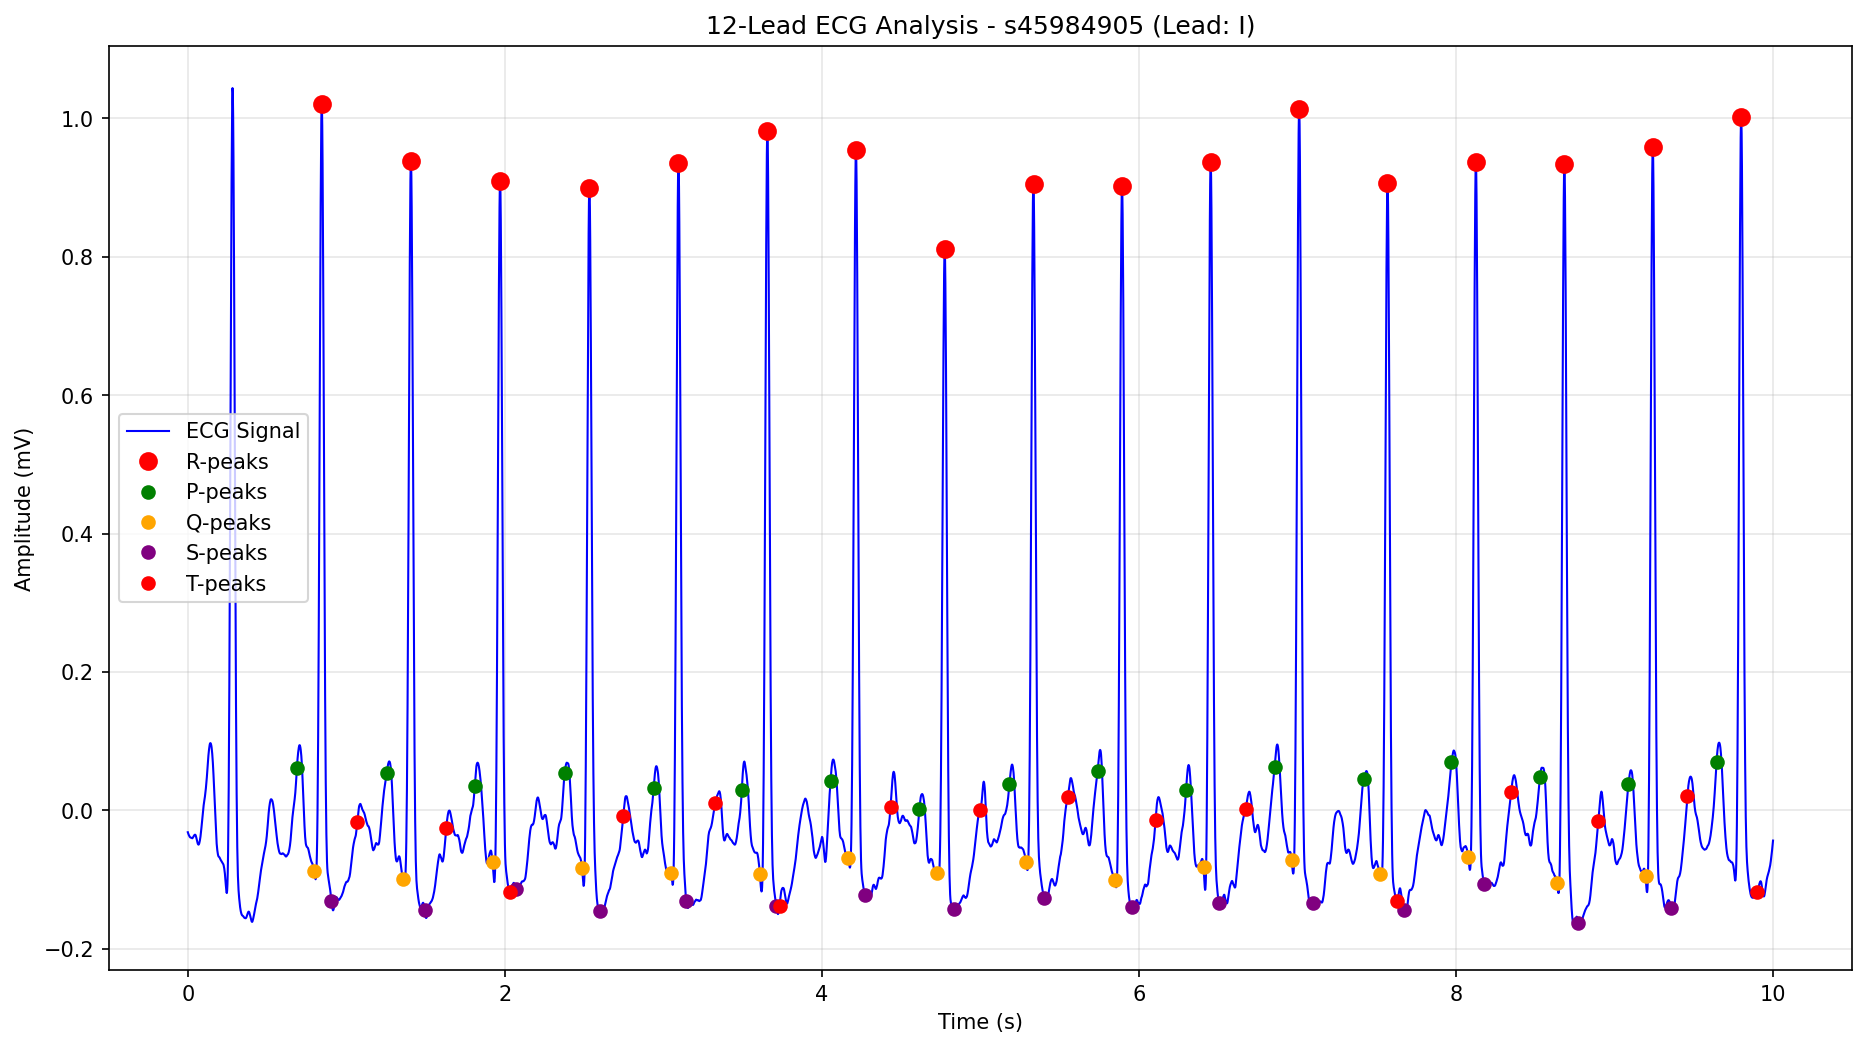 12-Lead ECG Analysis - s45984905 (Lead: I)
Amplitude (mV)
1.0
0.8
0.6
0.4
0.2
0.0
−0.2
ECG Signal
R-peaks
P-peaks
Q-peaks
S-peaks
T-peaks
0 2 4 6 8 10
Time (s)